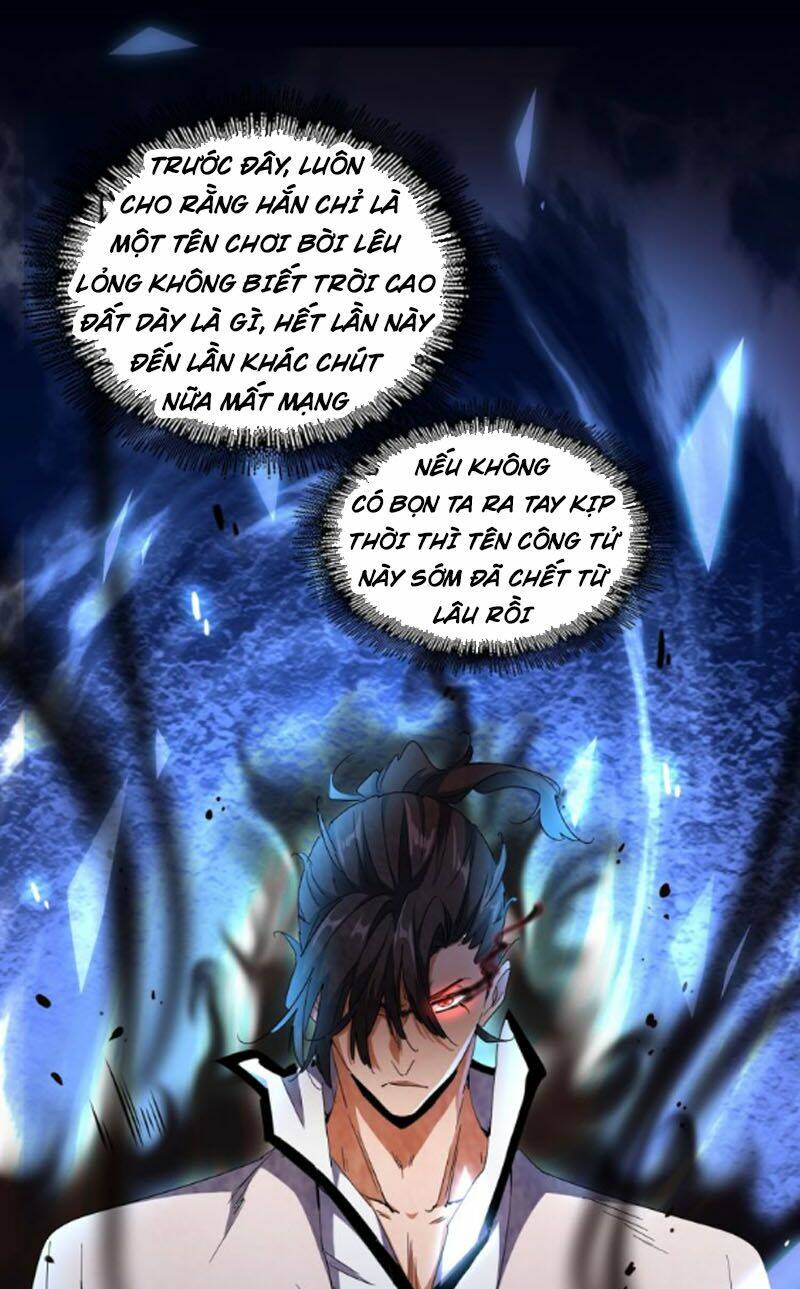 TRƯỚC ĐÂY, LUÔN
CHO RẰNG HẮN CHỈ LÀ
MỘT TÊN CHƠI BỜI LÊU
LỎNG KHÔNG BIẾT TRỜI CAO
ĐẤT DÀY LÀ GÌ, HẾT LẦN NÀY
ĐẾN LẦN KHÁC CHÚT
NỮA MẤT MẠNG
NẾU KHÔNG
CÓ BỌN TA RA TAY KỊP
THỜI THÌ TÊN CÔNG TỬ
NÀY SỚM ĐÃ CHẾT TỪ
LÂU RỒI